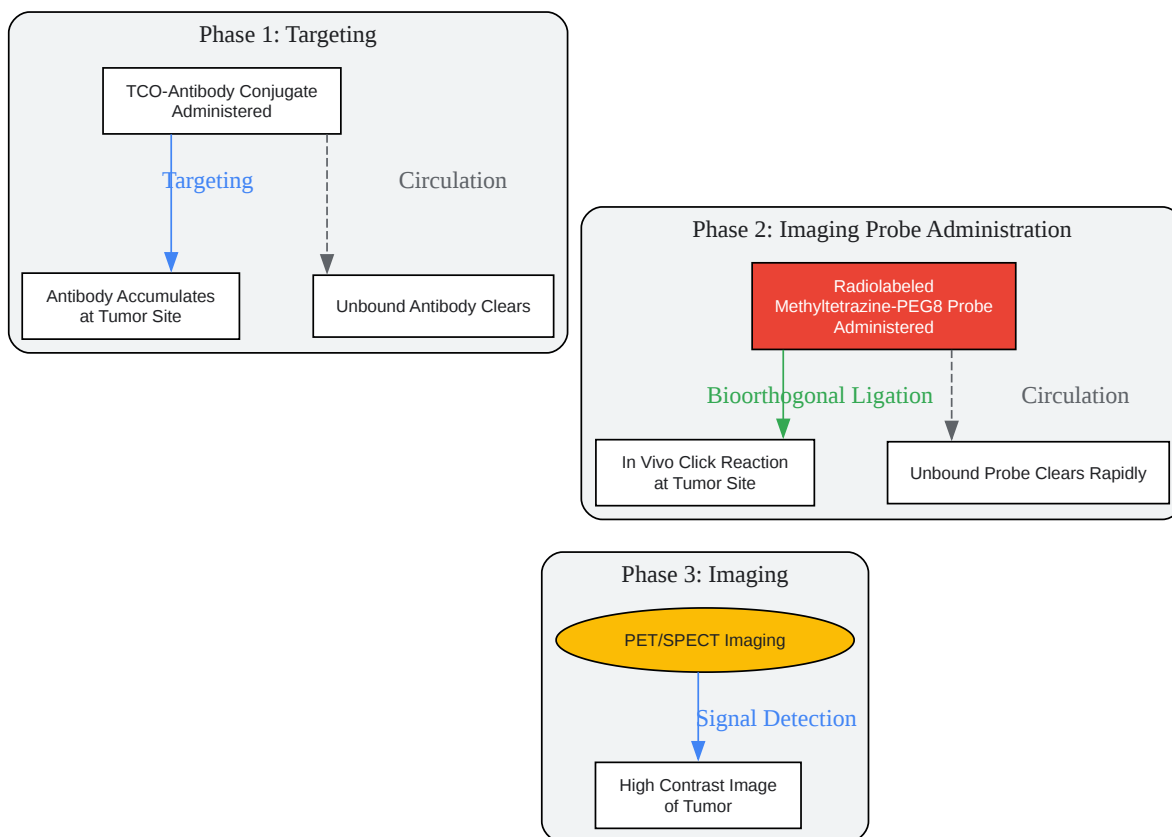 Phase 1: Targeting
TCO-Antibody Conjugate
Administered
Targeting
Circulation
Antibody Accumulates
at Tumor Site
Unbound Antibody Clears
Phase 2: Imaging Probe Administration
Radiolabeled
Methyltetrazine-PEG8 Probe
Administered
Bioorthogonal Ligation
Circulation
In Vivo Click Reaction
at Tumor Site
Unbound Probe Clears Rapidly
Phase 3: Imaging
PET/SPECT Imaging
Signal Detection
High Contrast Image
of Tumor